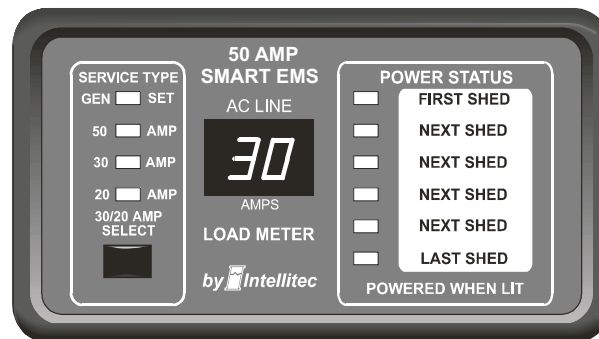 50 AMP
SMART EMS
SERVICE TYPE
GEN SET
50 AMP
30 AMP
20 AMP
30/20 AMP
SELECT
AC LINE
30
AMPS
LOAD METER
by Intellitec
POWER STATUS
FIRST SHED
NEXT SHED
NEXT SHED
NEXT SHED
NEXT SHED
LAST SHED
POWERED WHEN LIT